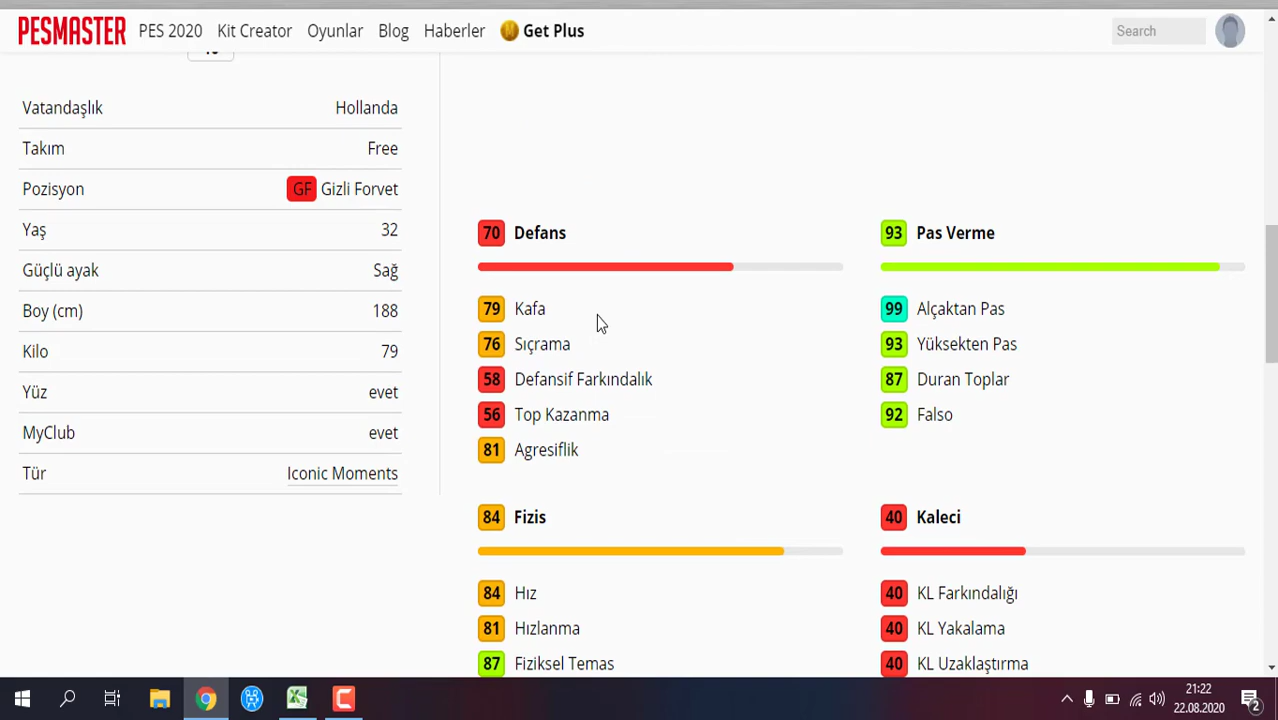 PESMASTER PES 2020 Kit Creator Oyunlar Blog Haberler Get Plus Search
Vatandaşlık Hollanda
Takım Free
Pozisyon GF Gizli Forvet
Yaş 32
Güçlü ayak Sağ
Boy (cm) 188
Kilo 79
Yüz evet
MyClub evet
Tür Iconic Moments
70 Defans
79 Kafa
76 Sıçrama
58 Defansif Farkındalık
56 Top Kazanma
81 Agresiflik
93 Pas Verme
99 Alçaktan Pas
93 Yüksekten Pas
87 Duran Toplar
92 Falso
84 Fizis
84 Hız
81 Hızlanma
87 Fiziksel Temas
40 Kaleci
40 KL Farkındalığı
40 KL Yakalama
40 KL Uzaklaştırma
21:22
22.08.2020
2